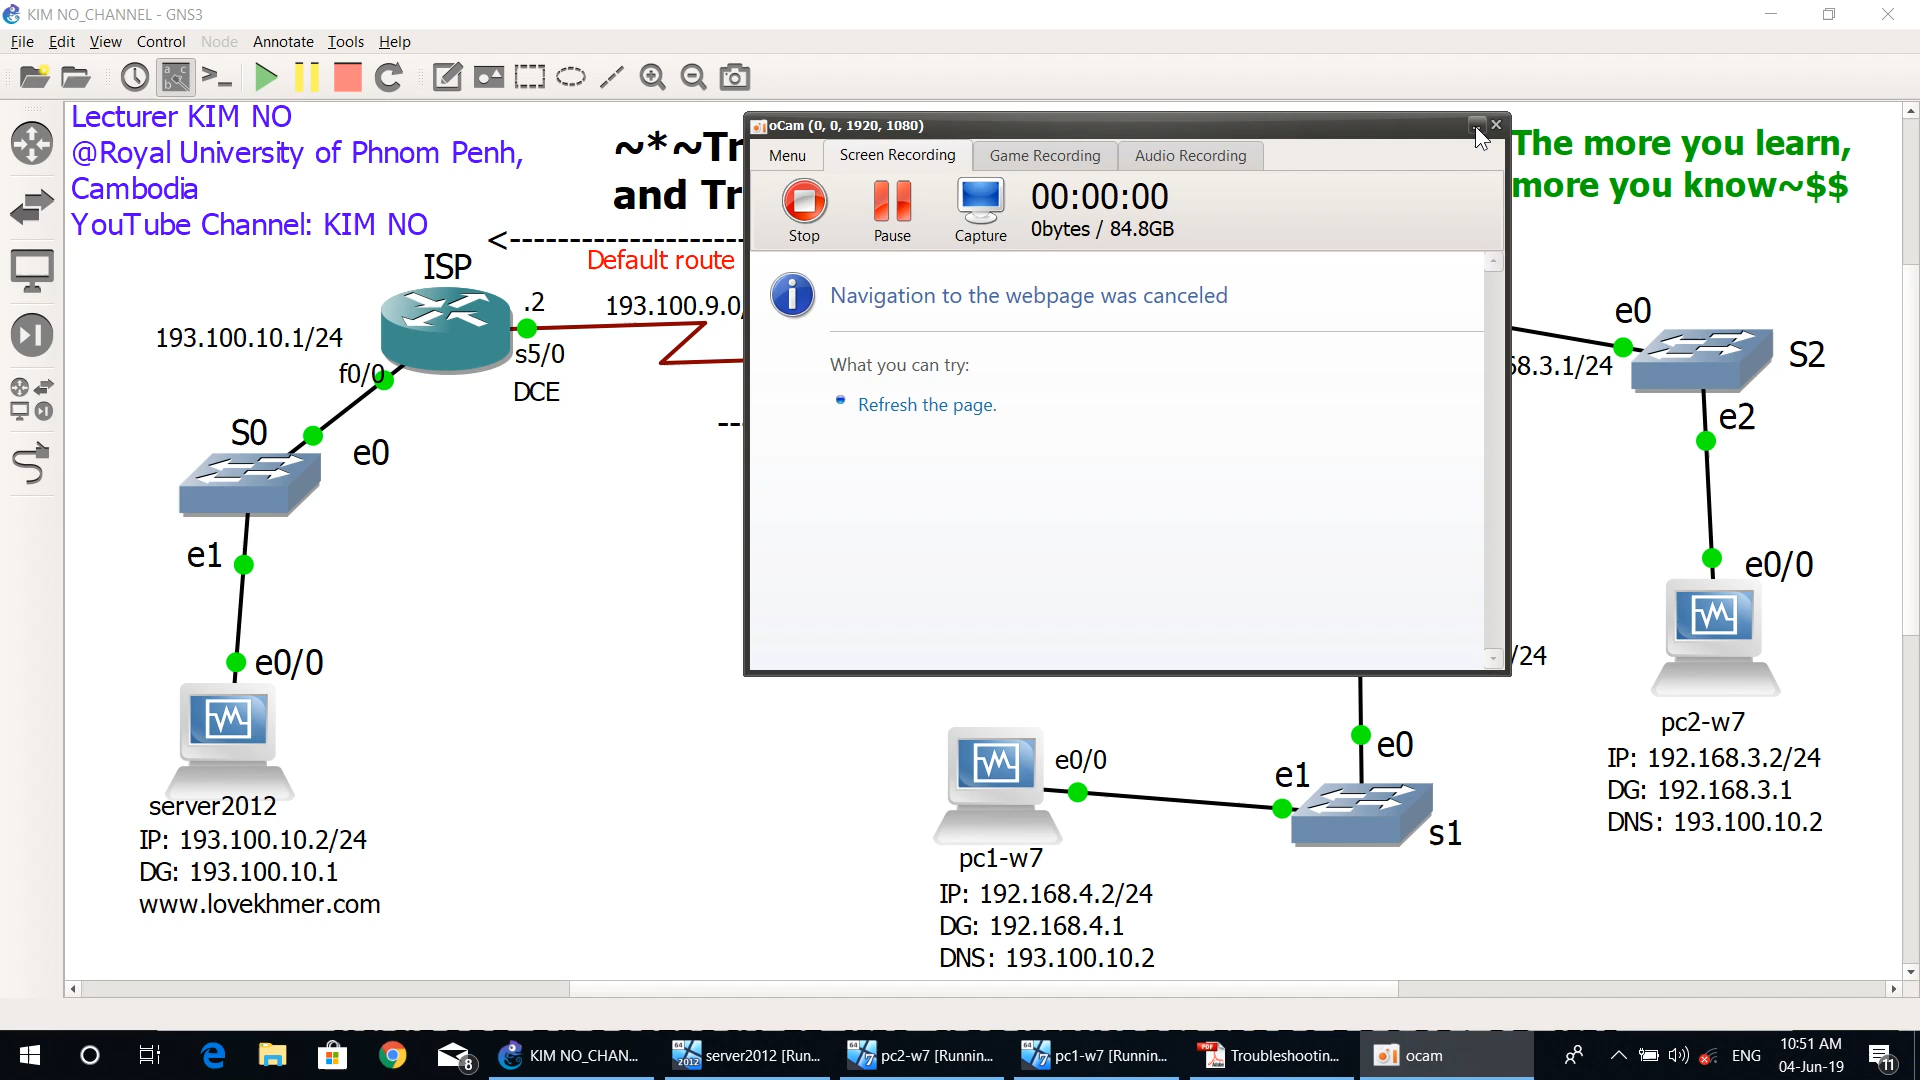 KIM NO_CHANNEL - GNS3
File Edit View Control Node Annotate Tools Help
Lecturer KIM NO
@Royal University of Phnom Penh,
Cambodia
YouTube Channel: KIM NO
~*~Tr
and Tr
The more you learn,
more you know~$$
<--------------------
Default route
ISP
.2
193.100.9.0/
193.100.10.1/24
f0/0
s5/0
DCE
S0
e0
e1
e0/0
server2012
IP: 193.100.10.2/24
DG: 193.100.10.1
www.lovekhmer.com
oCam (0, 0, 1920, 1080)
Menu Screen Recording Game Recording Audio Recording
Stop Pause Capture
00:00:00
0bytes / 84.8GB
Navigation to the webpage was canceled
What you can try:
Refresh the page.
--
e0
58.3.1/24
S2
e2
e0/0
/24
pc2-w7
IP: 192.168.3.2/24
DG: 192.168.3.1
DNS: 193.100.10.2
e0
e1
s1
e0/0
pc1-w7
IP: 192.168.4.2/24
DG: 192.168.4.1
DNS: 193.100.10.2
8
KIM NO_CHAN...
64
2012
server2012 [Run...
64
7
pc2-w7 [Runnin...
64
7
pc1-w7 [Runnin...
PDF
Troubleshootin...
ocam
ENG
10:51 AM
04-Jun-19
11